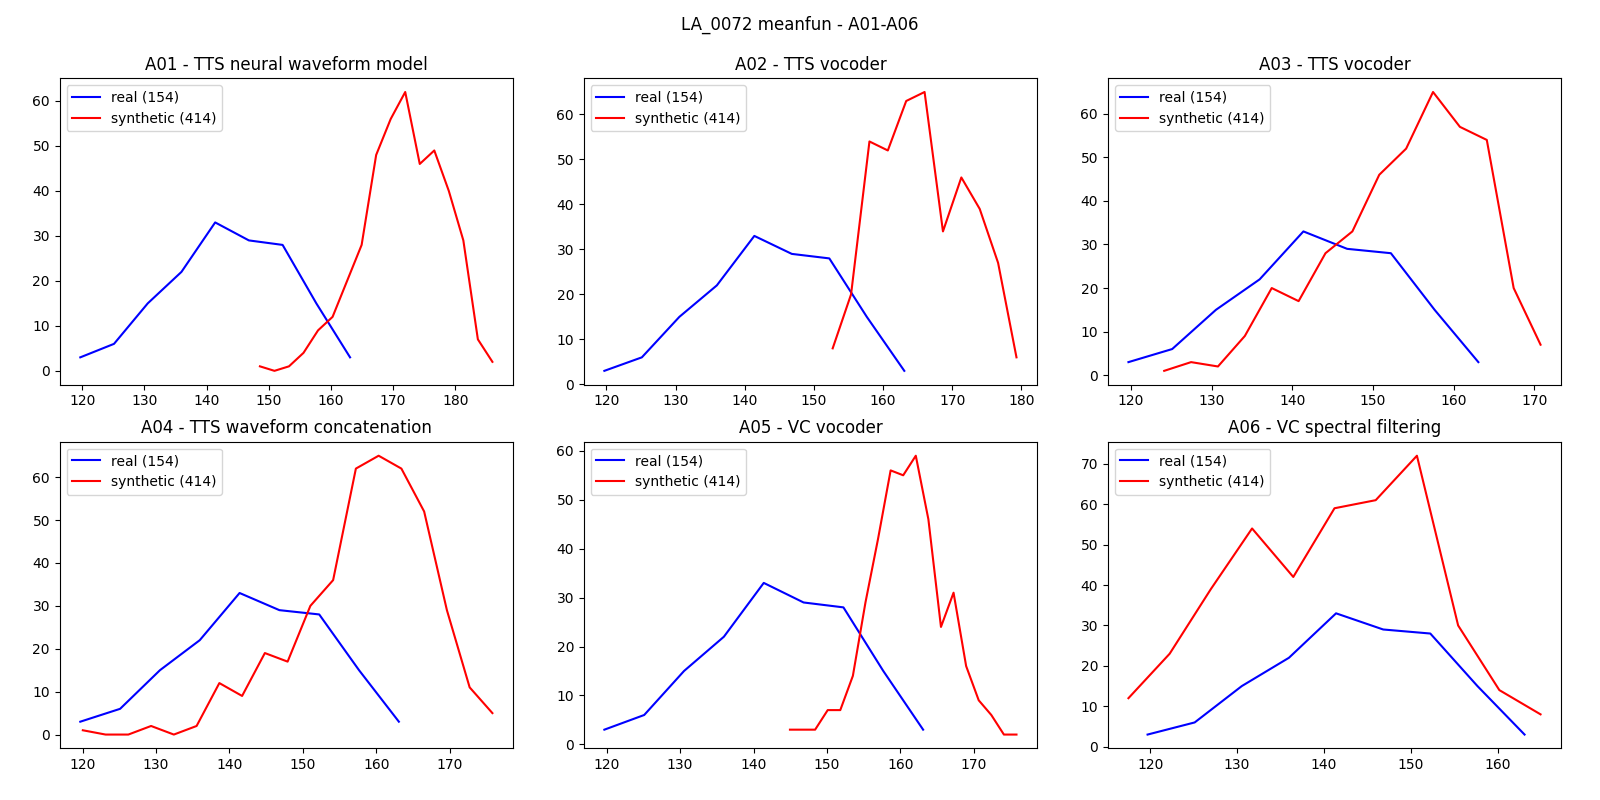 LA_0072 meanfun - A01-A06
A01 - TTS neural waveform model
real (154)
synthetic (414)
60
50
40
30
20
10
0
120 130 140 150 160 170 180
A02 - TTS vocoder
real (154)
synthetic (414)
60
50
40
30
20
10
0
120 130 140 150 160 170 180
A03 - TTS vocoder
real (154)
synthetic (414)
60
50
40
30
20
10
0
120 130 140 150 160 170
A04 - TTS waveform concatenation
real (154)
synthetic (414)
60
50
40
30
20
10
0
120 130 140 150 160 170
A05 - VC vocoder
real (154)
synthetic (414)
60
50
40
30
20
10
0
120 130 140 150 160 170
A06 - VC spectral filtering
real (154)
synthetic (414)
70
60
50
40
30
20
10
0
120 130 140 150 160